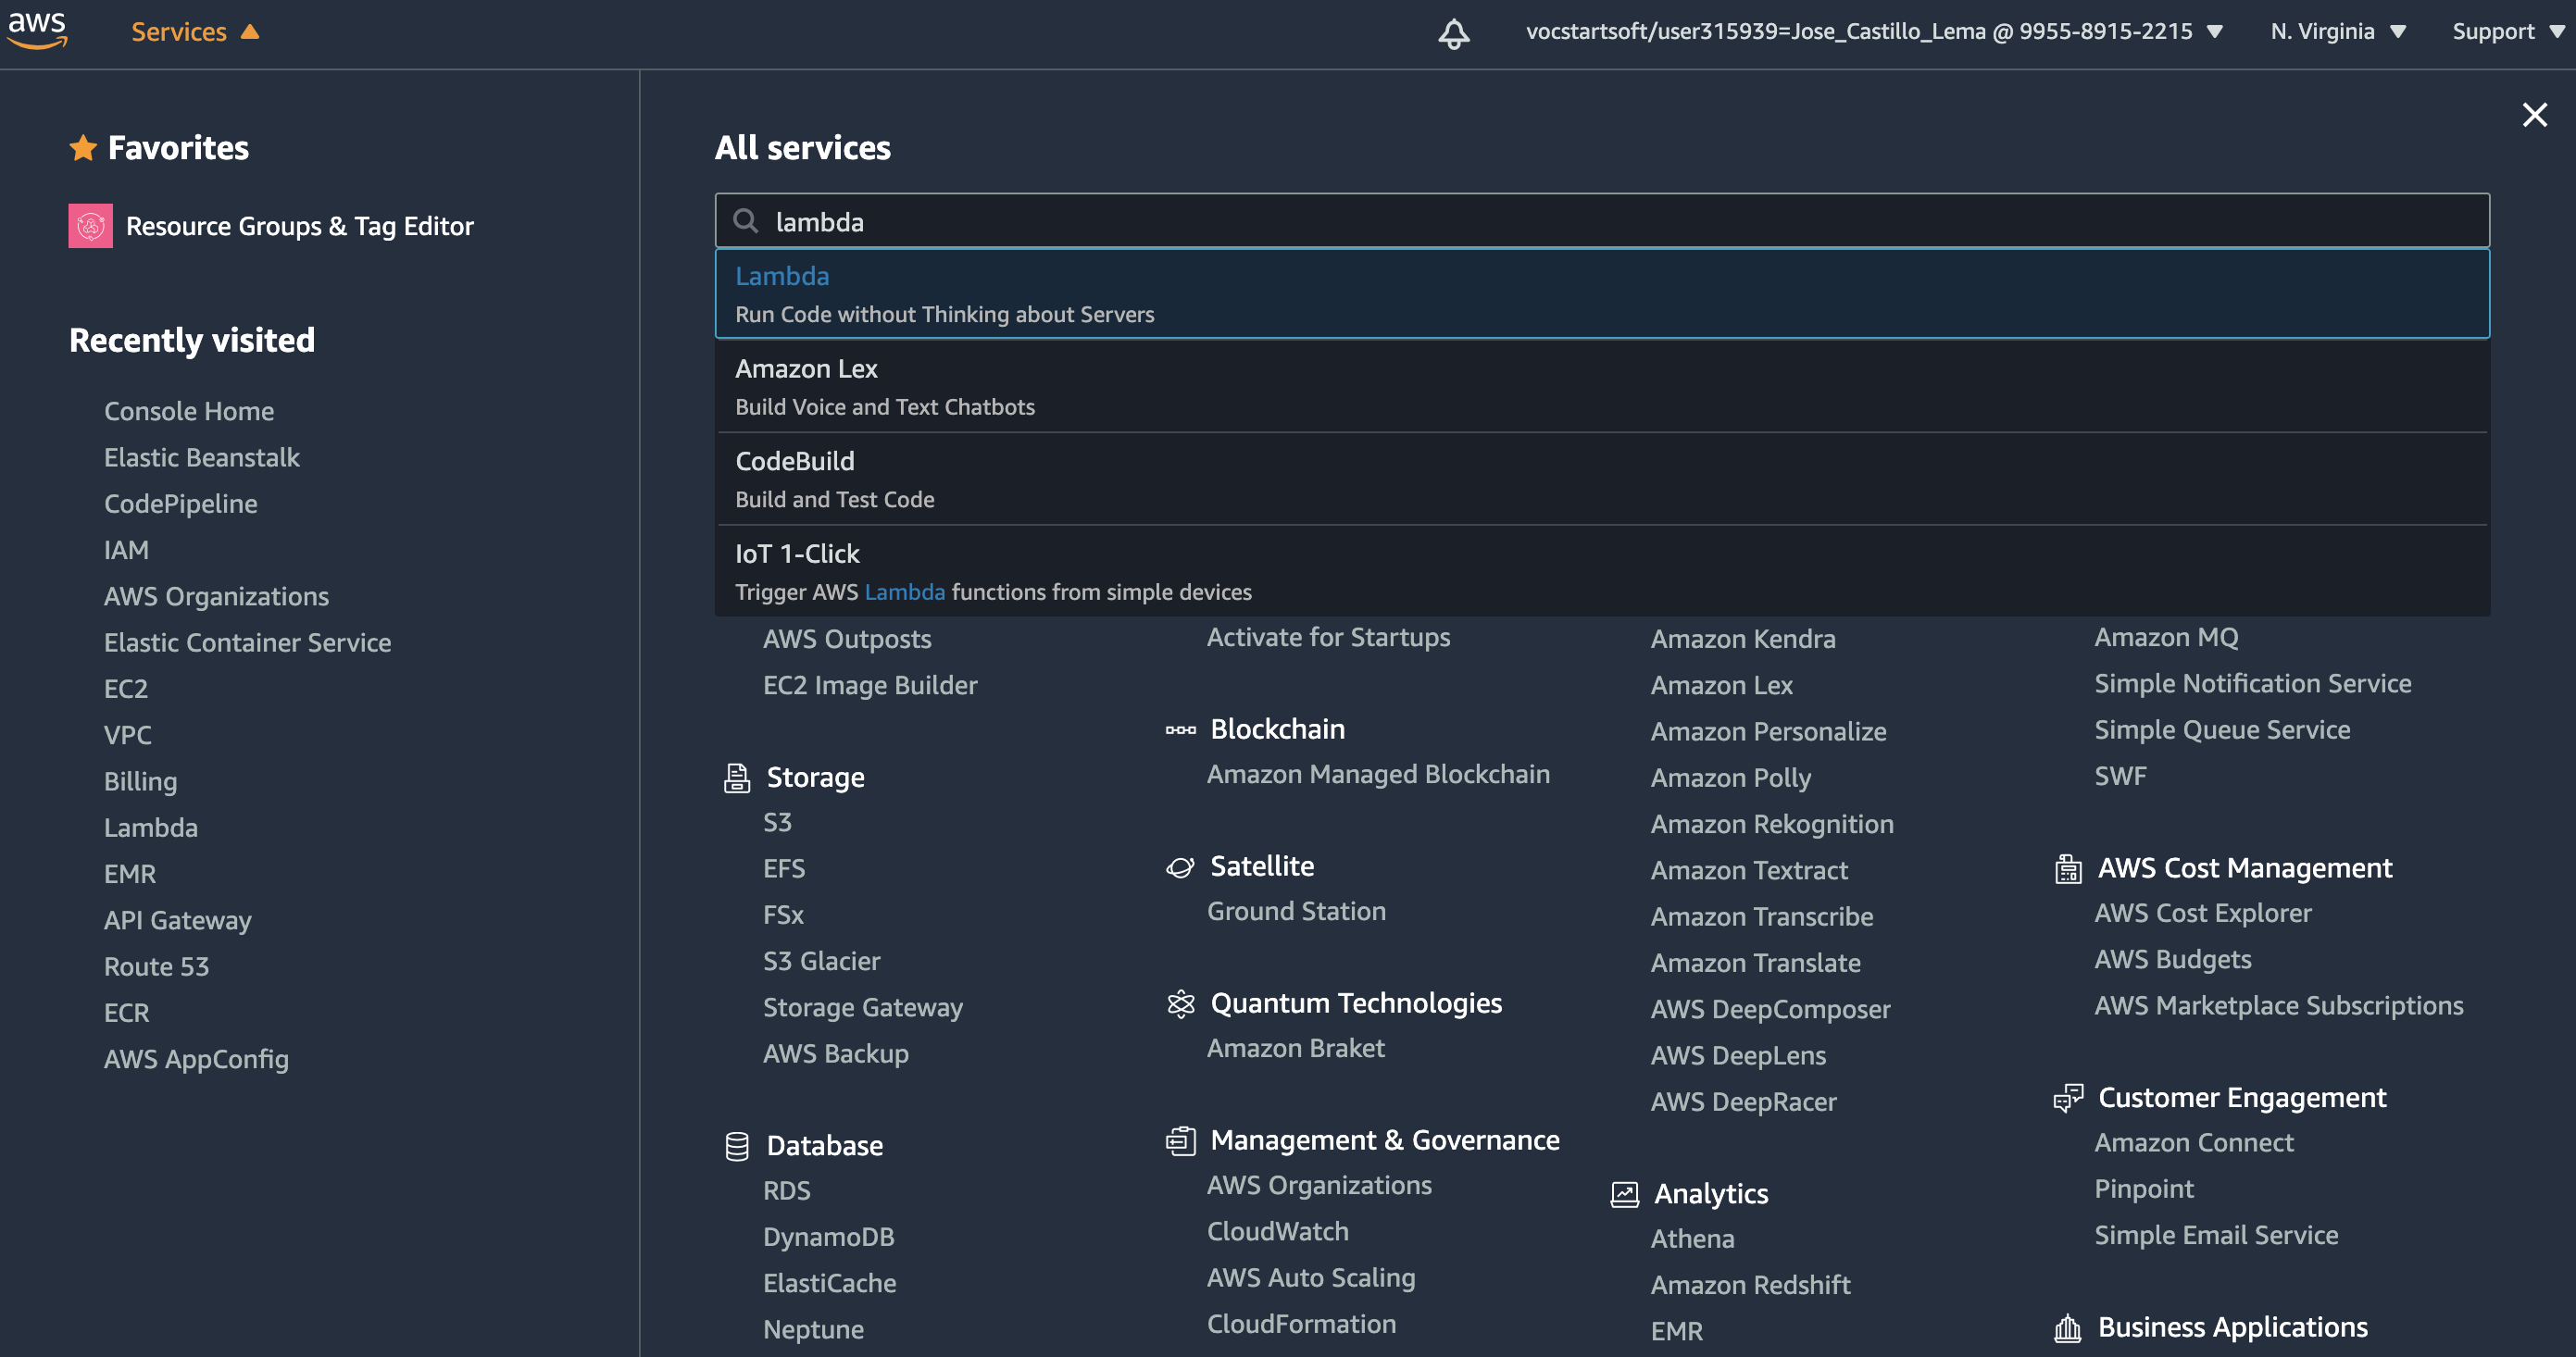 aws
Services
vocstartsoft/user315939=Jose_Castillo_Lema @ 9955-8915-2215
N. Virginia
Support
Favorites
Resource Groups & Tag Editor
Recently visited
Console Home
Elastic Beanstalk
CodePipeline
IAM
AWS Organizations
Elastic Container Service
EC2
VPC
Billing
Lambda
EMR
API Gateway
Route 53
ECR
AWS AppConfig
All services
lambda
Lambda
Run Code without Thinking about Servers
Amazon Lex
Build Voice and Text Chatbots
CodeBuild
Build and Test Code
IoT 1-Click
Trigger AWS Lambda functions from simple devices
AWS Outposts
EC2 Image Builder
Storage
S3
EFS
FSx
S3 Glacier
Storage Gateway
AWS Backup
Database
RDS
DynamoDB
ElastiCache
Neptune
Activate for Startups
Blockchain
Amazon Managed Blockchain
Satellite
Ground Station
Quantum Technologies
Amazon Braket
Management & Governance
AWS Organizations
CloudWatch
AWS Auto Scaling
CloudFormation
Amazon Kendra
Amazon Lex
Amazon Personalize
Amazon Polly
Amazon Rekognition
Amazon Textract
Amazon Transcribe
Amazon Translate
AWS DeepComposer
AWS DeepLens
AWS DeepRacer
Analytics
Athena
Amazon Redshift
EMR
Amazon MQ
Simple Notification Service
Simple Queue Service
SWF
AWS Cost Management
AWS Cost Explorer
AWS Budgets
AWS Marketplace Subscriptions
Customer Engagement
Amazon Connect
Pinpoint
Simple Email Service
Business Applications